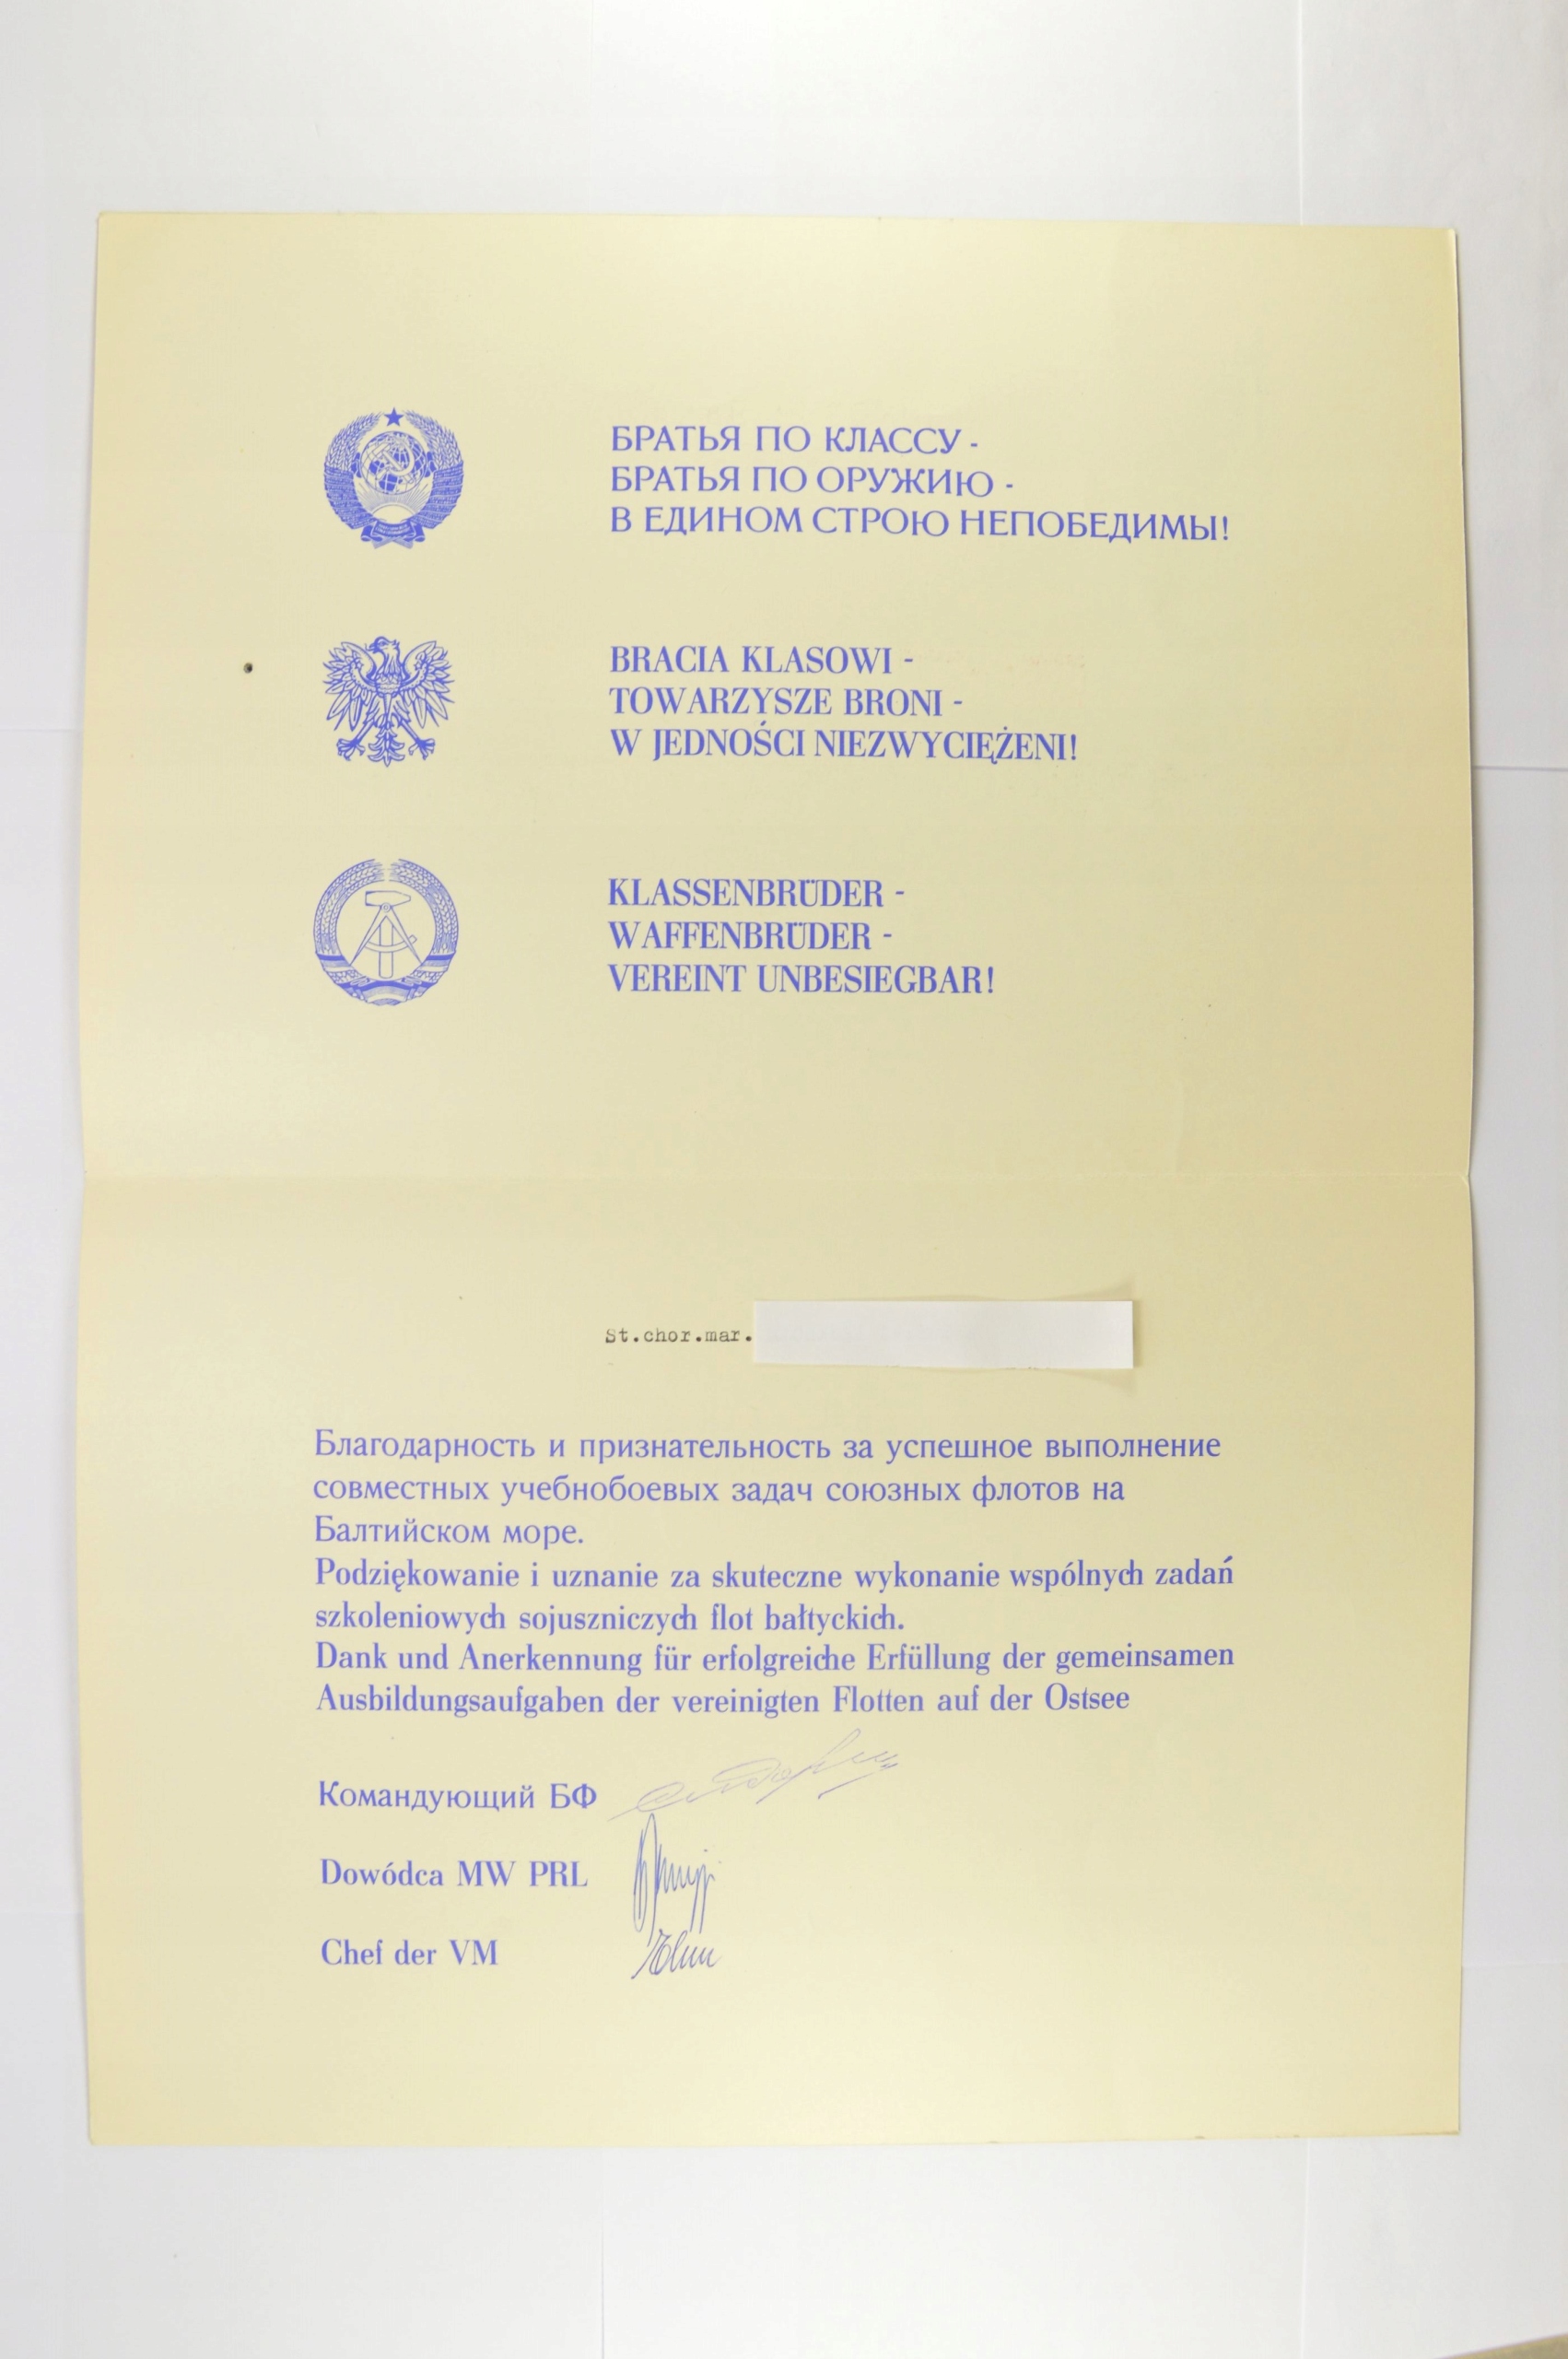 БРАТЬЯ ПО КЛАССУ -
БРАТЬЯ ПО ОРУЖИЮ -
В ЕДИНОМ СТРОЮ НЕПОБЕДИМЫ!
BRACIA KLASOWI -
TOWARZYSZE BRONI -
W JEDNOŚCI NIEZWYCIĘŻENI!
KLASSENBRÜDER -
WAFFENBRÜDER -
VEREINT UNBESIEGBAR!
St.chor.mar.
Благодарность и признательность за успешное выполнение
совместных учебнобоевых задач союзных флотов на
Балтийском море.
Podziękowanie i uznanie za skuteczne wykonanie wspólnych zadań
szkoleniowych sojuszniczych flot bałtyckich.
Dank und Anerkennung für erfolgreiche Erfüllung der gemeinsamen
Ausbildungsaufgaben der vereinigten Flotten auf der Ostsee
Командующий БФ
Dowódca MW PRL
Chef der VM